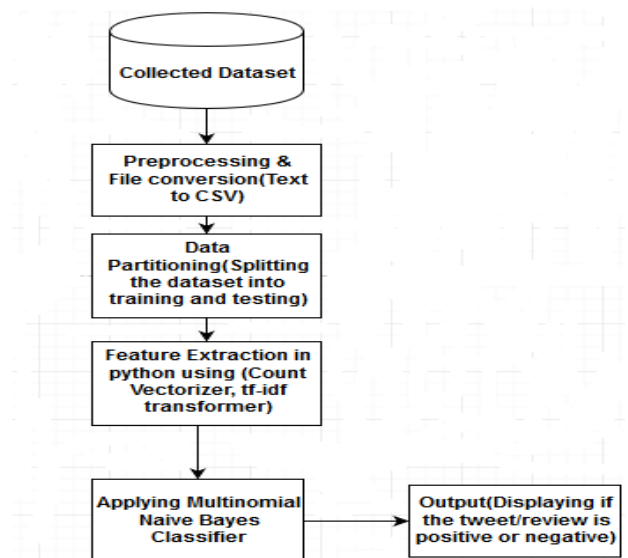 Collected Dataset
Preprocessing &
File conversion(Text
to CSV)
Data
Partitioning(Splitting
the dataset into
training and testing)
Feature Extraction in
python using (Count
Vectorizer, tf-idf
transformer)
Applying Multinomial
Naive Bayes
Classifier
Output(Displaying if
the tweet/review is
positive or negative)